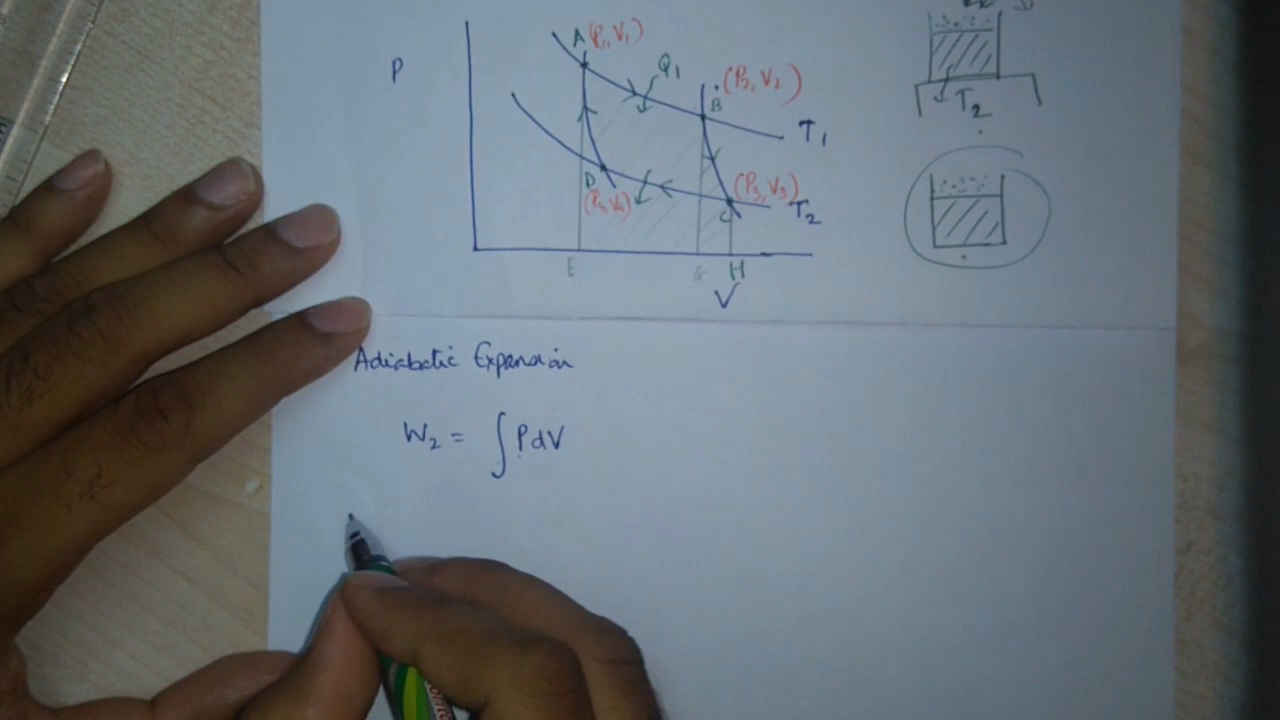 P
A (P₁, V₁)
Q₁
(P₂, V₂)
B
T₁
D
(P₄, V₄)
(P₃, V₃)
C
T₂
E
G
H
V
T₂
Adiabatic Expansion
W₂ = ∫PdV